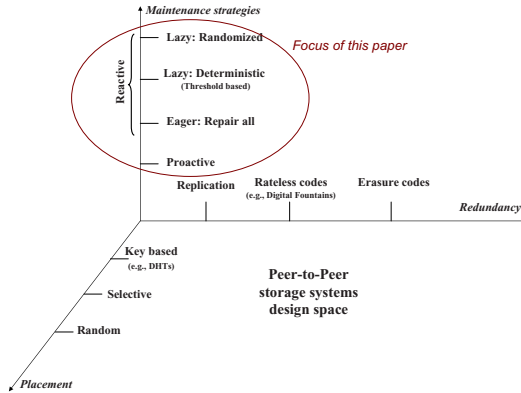 Maintenance strategies
Lazy: Randomized
Focus of this paper
Reactive
Lazy: Deterministic
(Threshold based)
Eager: Repair all
Proactive
Replication
Rateless codes
(e.g., Digital Fountains)
Erasure codes
Redundancy
Key based
(e.g., DHTs)
Selective
Random
Peer-to-Peer
storage systems
design space
Placement